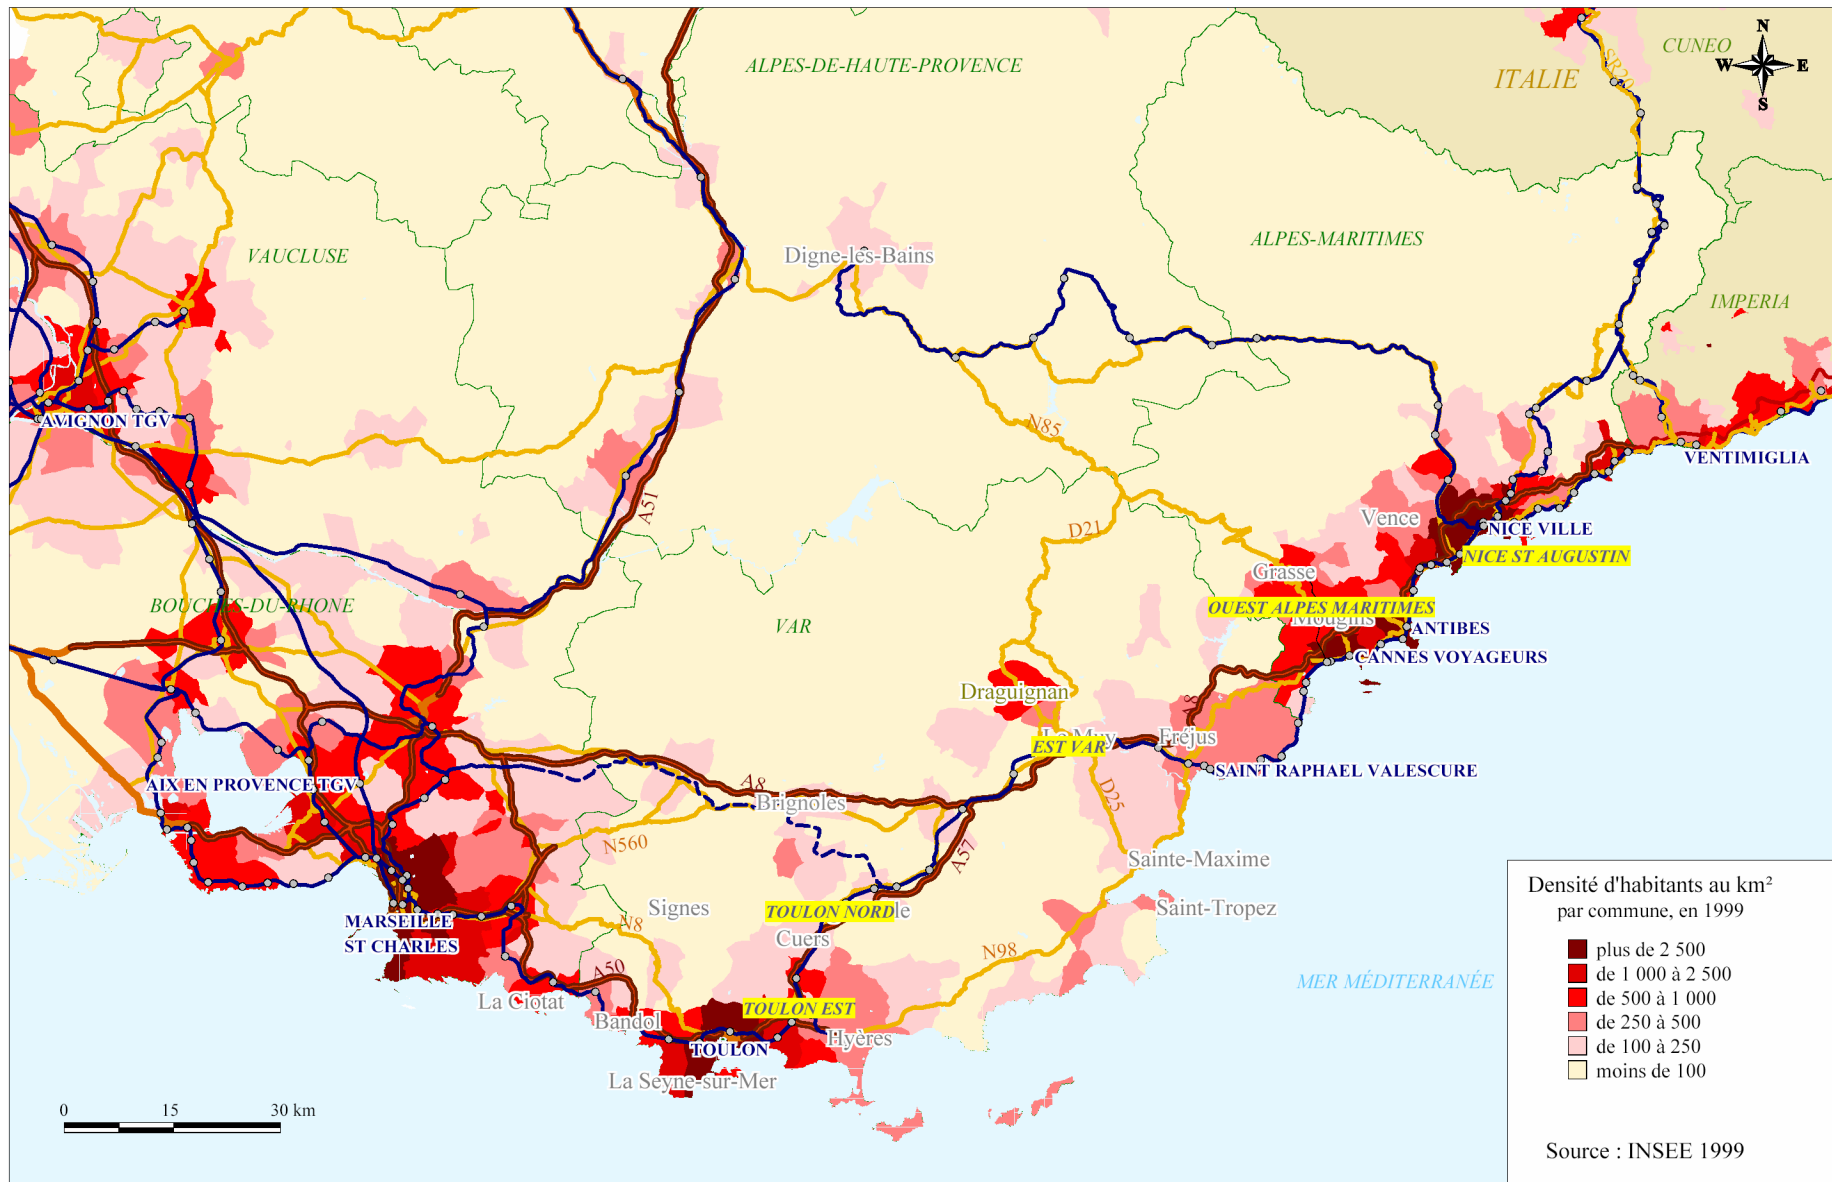 N
CUNEO
W
E
S
ALPES-DE-HAUTE-PROVENCE
ITALIE
SR20
ALPES-MARITIMES
VAUCLUSE
Digne-les-Bains
IMPERIA
AVIGNON TGV
N85
VENTIMIGLIA
A51
Vence
D21
NICE VILLE
NICE ST AUGUSTIN
Grasse
BOUCHES-DU-RHONE
OUEST ALPES MARITIMES
Mougins
VAR
ANTIBES
CANNES VOYAGEURS
Draguignan
A8
Le Muy
EST VAR
Fréjus
SAINT RAPHAEL VALESCURE
AIX EN PROVENCE TGV
A8
Brignoles
D25
N560
A57
Sainte-Maxime
Signes
TOULON NORD
le
Saint-Tropez
MARSEILLE
ST CHARLES
N8
Cuers
N98
A50
MER MÉDITERRANÉE
La Ciotat
TOULON EST
Bandol
Hyères
TOULON
La Seyne-sur-Mer
0 15 30 km
Densité d'habitants au km²
par commune, en 1999
plus de 2 500
de 1 000 à 2 500
de 500 à 1 000
de 250 à 500
de 100 à 250
moins de 100
Source : INSEE 1999